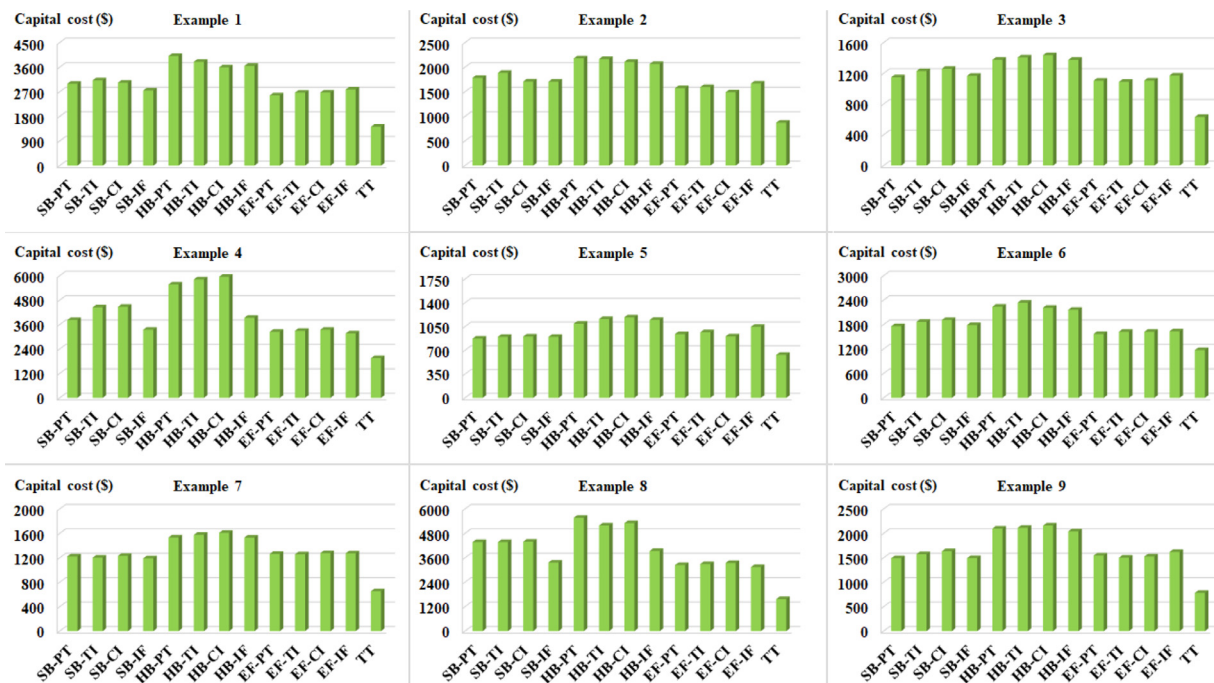 Capital cost ($) Example 1
4500
3600
2700
1800
900
0
SB-PT SB-TI SB-CI SB-IF HB-PT HB-TI HB-CI HB-IF EF-PT EF-TI EF-CI EF-IF TT
Capital cost ($) Example 2
2500
2000
1500
1000
500
0
SB-PT SB-TI SB-CI SB-IF HB-PT HB-TI HB-CI HB-IF EF-PT EF-TI EF-CI EF-IF TT
Capital cost ($) Example 3
1600
1200
800
400
0
SB-PT SB-TI SB-CI SB-IF HB-PT HB-TI HB-CI HB-IF EF-PT EF-TI EF-CI EF-IF TT
Capital cost ($) Example 4
6000
4800
3600
2400
1200
0
SB-PT SB-TI SB-CI SB-IF HB-PT HB-TI HB-CI HB-IF EF-PT EF-TI EF-CI EF-IF TT
Capital cost ($) Example 5
1750
1400
1050
700
350
0
SB-PT SB-TI SB-CI SB-IF HB-PT HB-TI HB-CI HB-IF EF-PT EF-TI EF-CI EF-IF TT
Capital cost ($) Example 6
3000
2400
1800
1200
600
0
SB-PT SB-TI SB-CI SB-IF HB-PT HB-TI HB-CI HB-IF EF-PT EF-TI EF-CI EF-IF TT
Capital cost ($) Example 7
2000
1600
1200
800
400
0
SB-PT SB-TI SB-CI SB-IF HB-PT HB-TI HB-CI HB-IF EF-PT EF-TI EF-CI EF-IF TT
Capital cost ($) Example 8
6000
4800
3600
2400
1200
0
SB-PT SB-TI SB-CI SB-IF HB-PT HB-TI HB-CI HB-IF EF-PT EF-TI EF-CI EF-IF TT
Capital cost ($) Example 9
2500
2000
1500
1000
500
0
SB-PT SB-TI SB-CI SB-IF HB-PT HB-TI HB-CI HB-IF EF-PT EF-TI EF-CI EF-IF TT